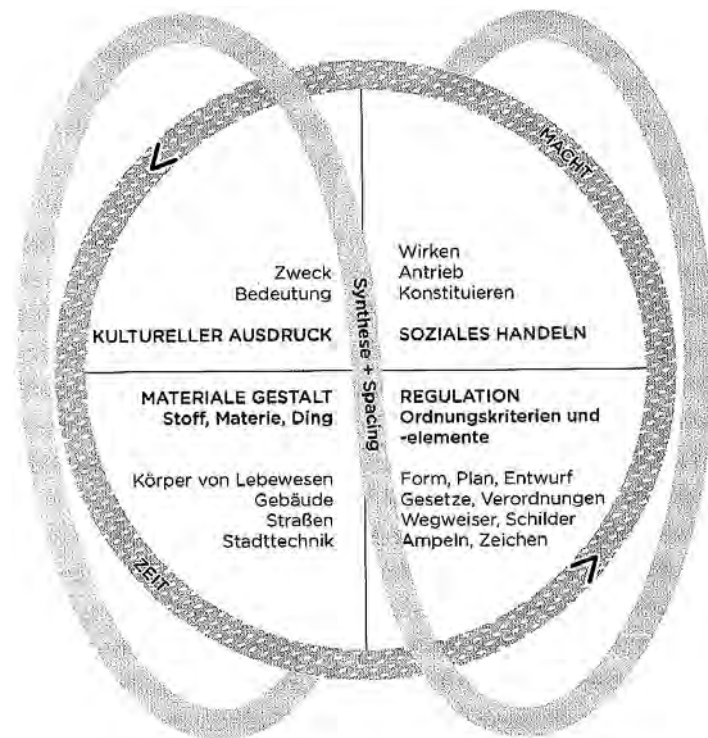 MACHT
Zweck
Bedeutung
KULTURELLER AUSDRUCK
Wirken
Antrieb
Konstituieren
SOZIALES HANDELN
Synthese + Spacing
MATERIALE GESTALT
Stoff, Materie, Ding
Körper von Lebewesen
Gebäude
Straßen
Stadttechnik
REGULATION
Ordnungskriterien und
-elemente
Form, Plan, Entwurf
Gesetze, Verordnungen
Wegweiser, Schilder
Ampeln, Zeichen
ZEIT